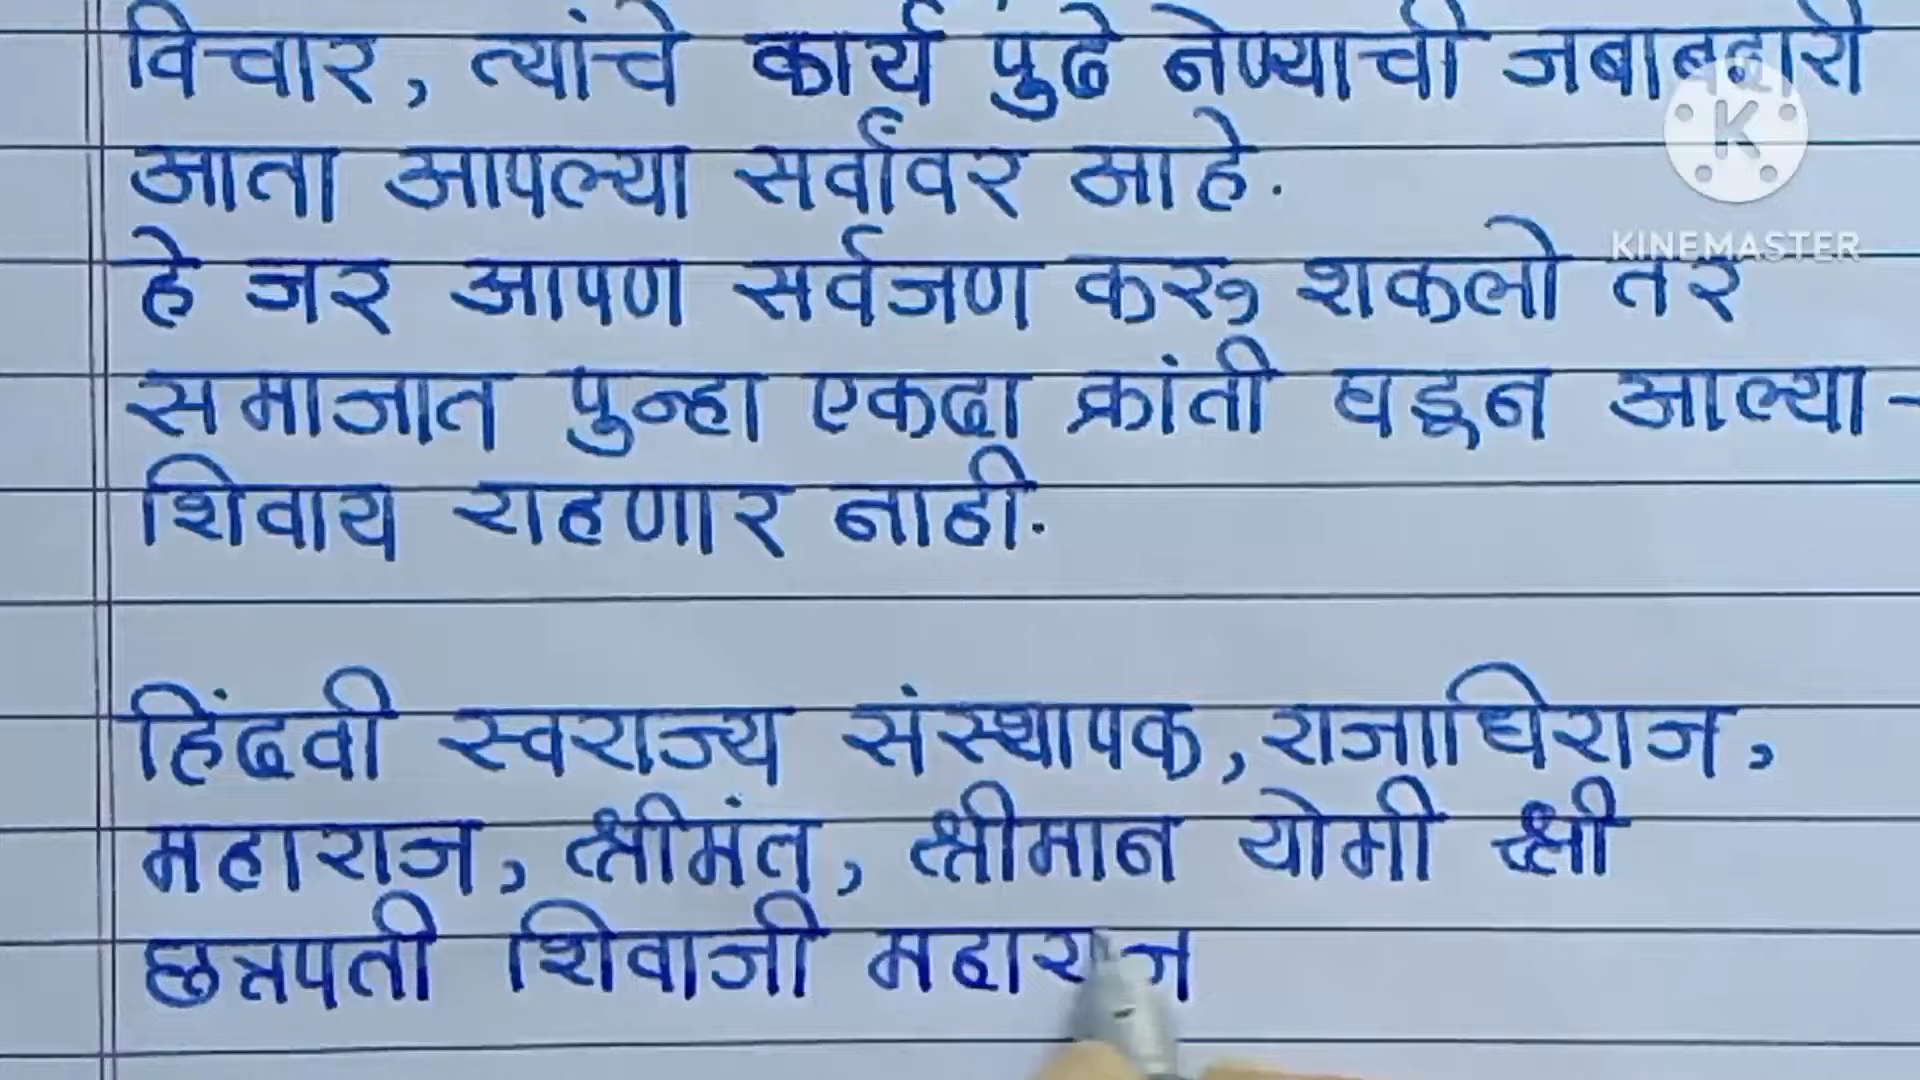 विचार, त्यांचे कार्य पुढे नेण्याची जबाबदारी
आता आपल्या सर्वांवर आहे.
हे जर आपण सर्वजण करू शकलो तर
समाजात पुन्हा एकदा क्रांती घडून आल्या-
शिवाय राहणार नाही.
हिंदवी स्वराज्य संस्थापक, राजाधिराज,
महाराज, श्रीमंत, श्रीमान योगी श्री
छत्रपती शिवाजी महाराज
KINEMASTER